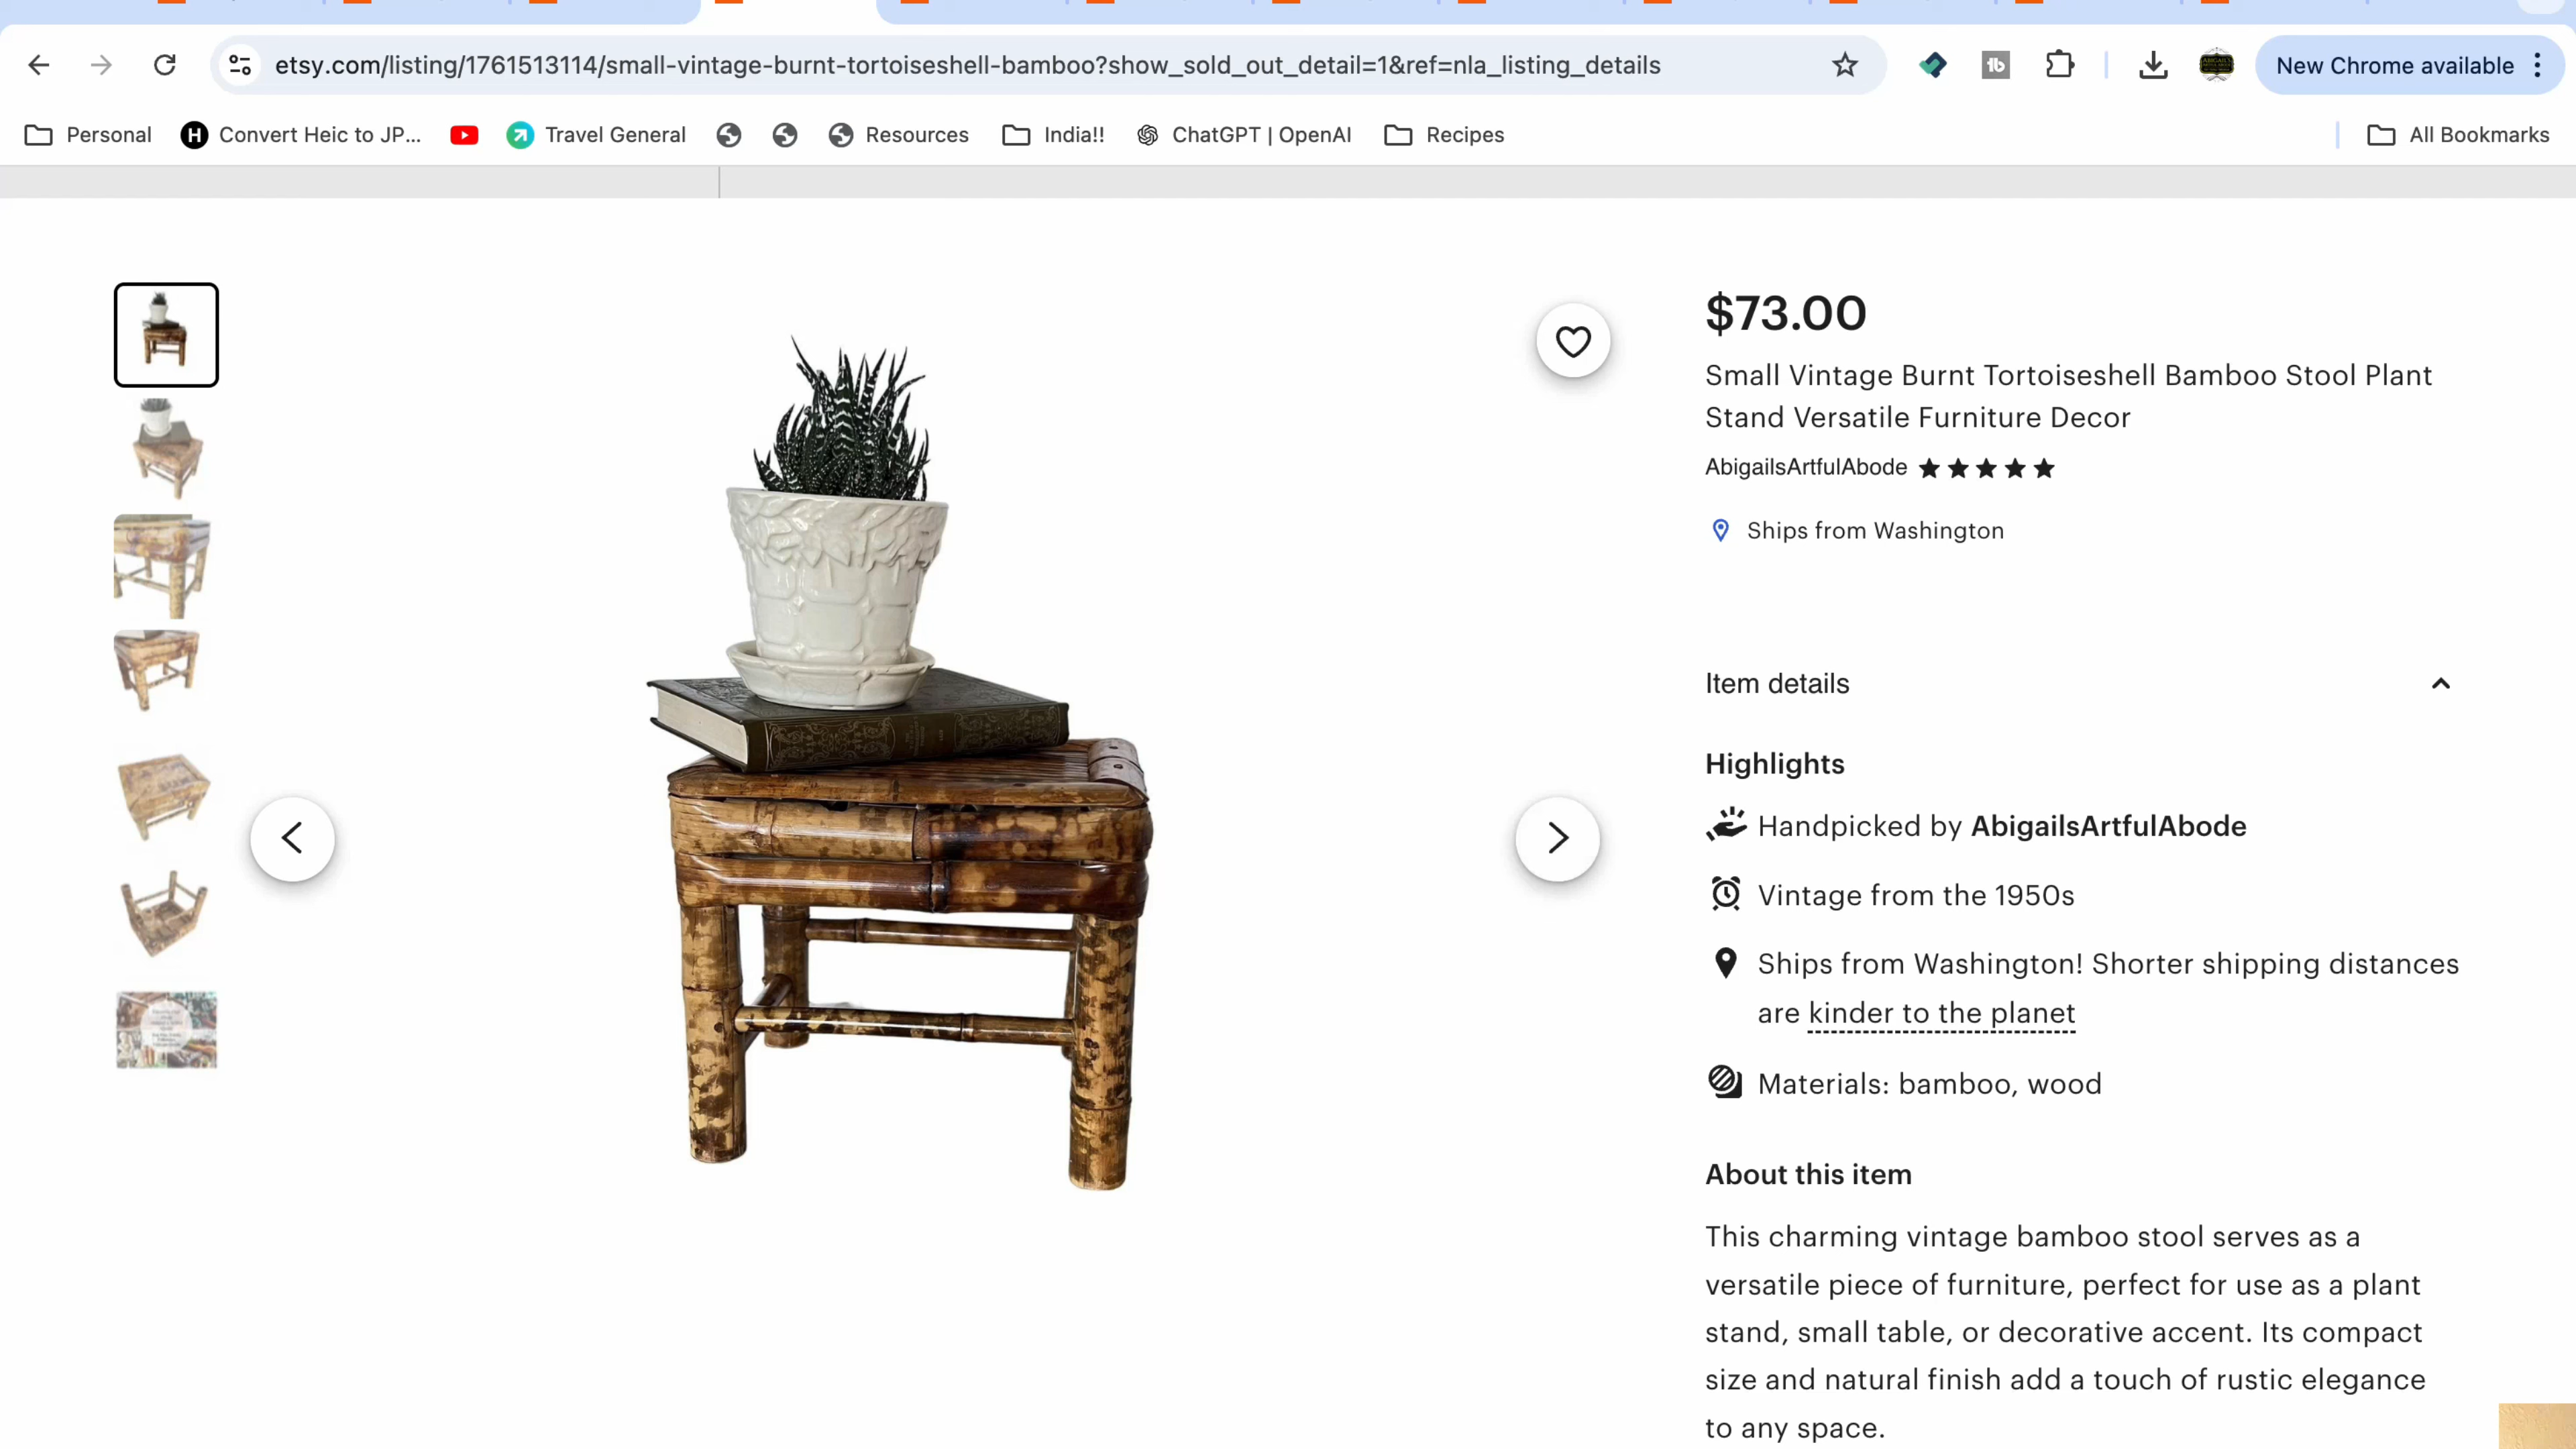 etsy.com/listing/1761513114/small-vintage-burnt-tortoiseshell-bamboo?show_sold_out_detail=1&ref=nla_listing_details
New Chrome available
Personal
Convert Heic to JP...
Travel General
Resources
India!!
ChatGPT | OpenAI
Recipes
All Bookmarks
$73.00
Small Vintage Burnt Tortoiseshell Bamboo Stool Plant
Stand Versatile Furniture Decor
AbigailsArtfulAbode
Ships from Washington
Item details
Highlights
Handpicked by AbigailsArtfulAbode
Vintage from the 1950s
Ships from Washington! Shorter shipping distances
are kinder to the planet
Materials: bamboo, wood
About this item
This charming vintage bamboo stool serves as a
versatile piece of furniture, perfect for use as a plant
stand, small table, or decorative accent. Its compact
size and natural finish add a touch of rustic elegance
to any space.